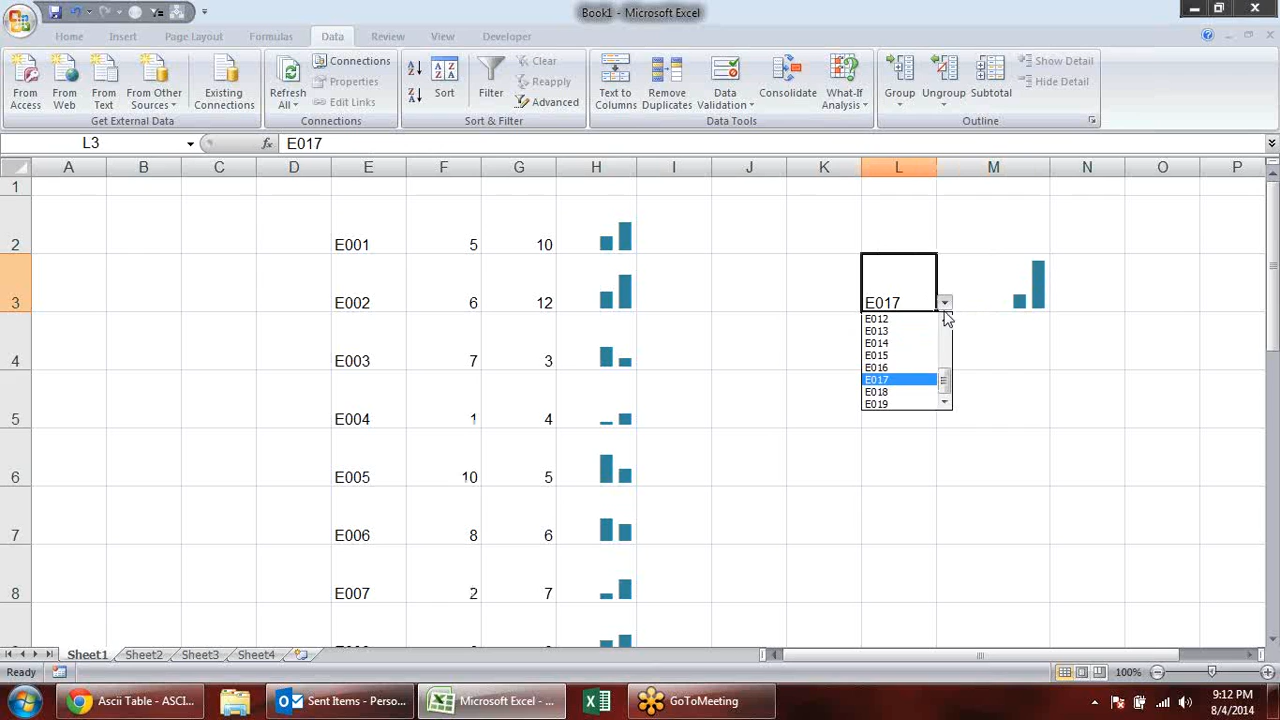 Book1 - Microsoft Excel
Home Insert Page Layout Formulas Data Review View Developer
From Access
From Web
From Text
From Other Sources
Existing Connections
Get External Data
Refresh All
Connections
Properties
Edit Links
Connections
Sort
Filter
Clear
Reapply
Advanced
Sort & Filter
Text to Columns
Remove Duplicates
Data Validation
Consolidate
What-If Analysis
Data Tools
Group
Ungroup
Subtotal
Show Detail
Hide Detail
Outline
L3 fx E017
A B C D E F G H I J K L M N O P
1
2 E001 5 10
3 E002 6 12 E017
E012
E013
E014
E015
E016
E017
E018
E019
4 E003 7 3
5 E004 1 4
6 E005 10 5
7 E006 8 6
8 E007 2 7
Sheet1 Sheet2 Sheet3 Sheet4
Ready 100%
Ascii Table - ASCI... Sent Items - Perso... Microsoft Excel - ... GoToMeeting
9:12 PM
8/4/2014